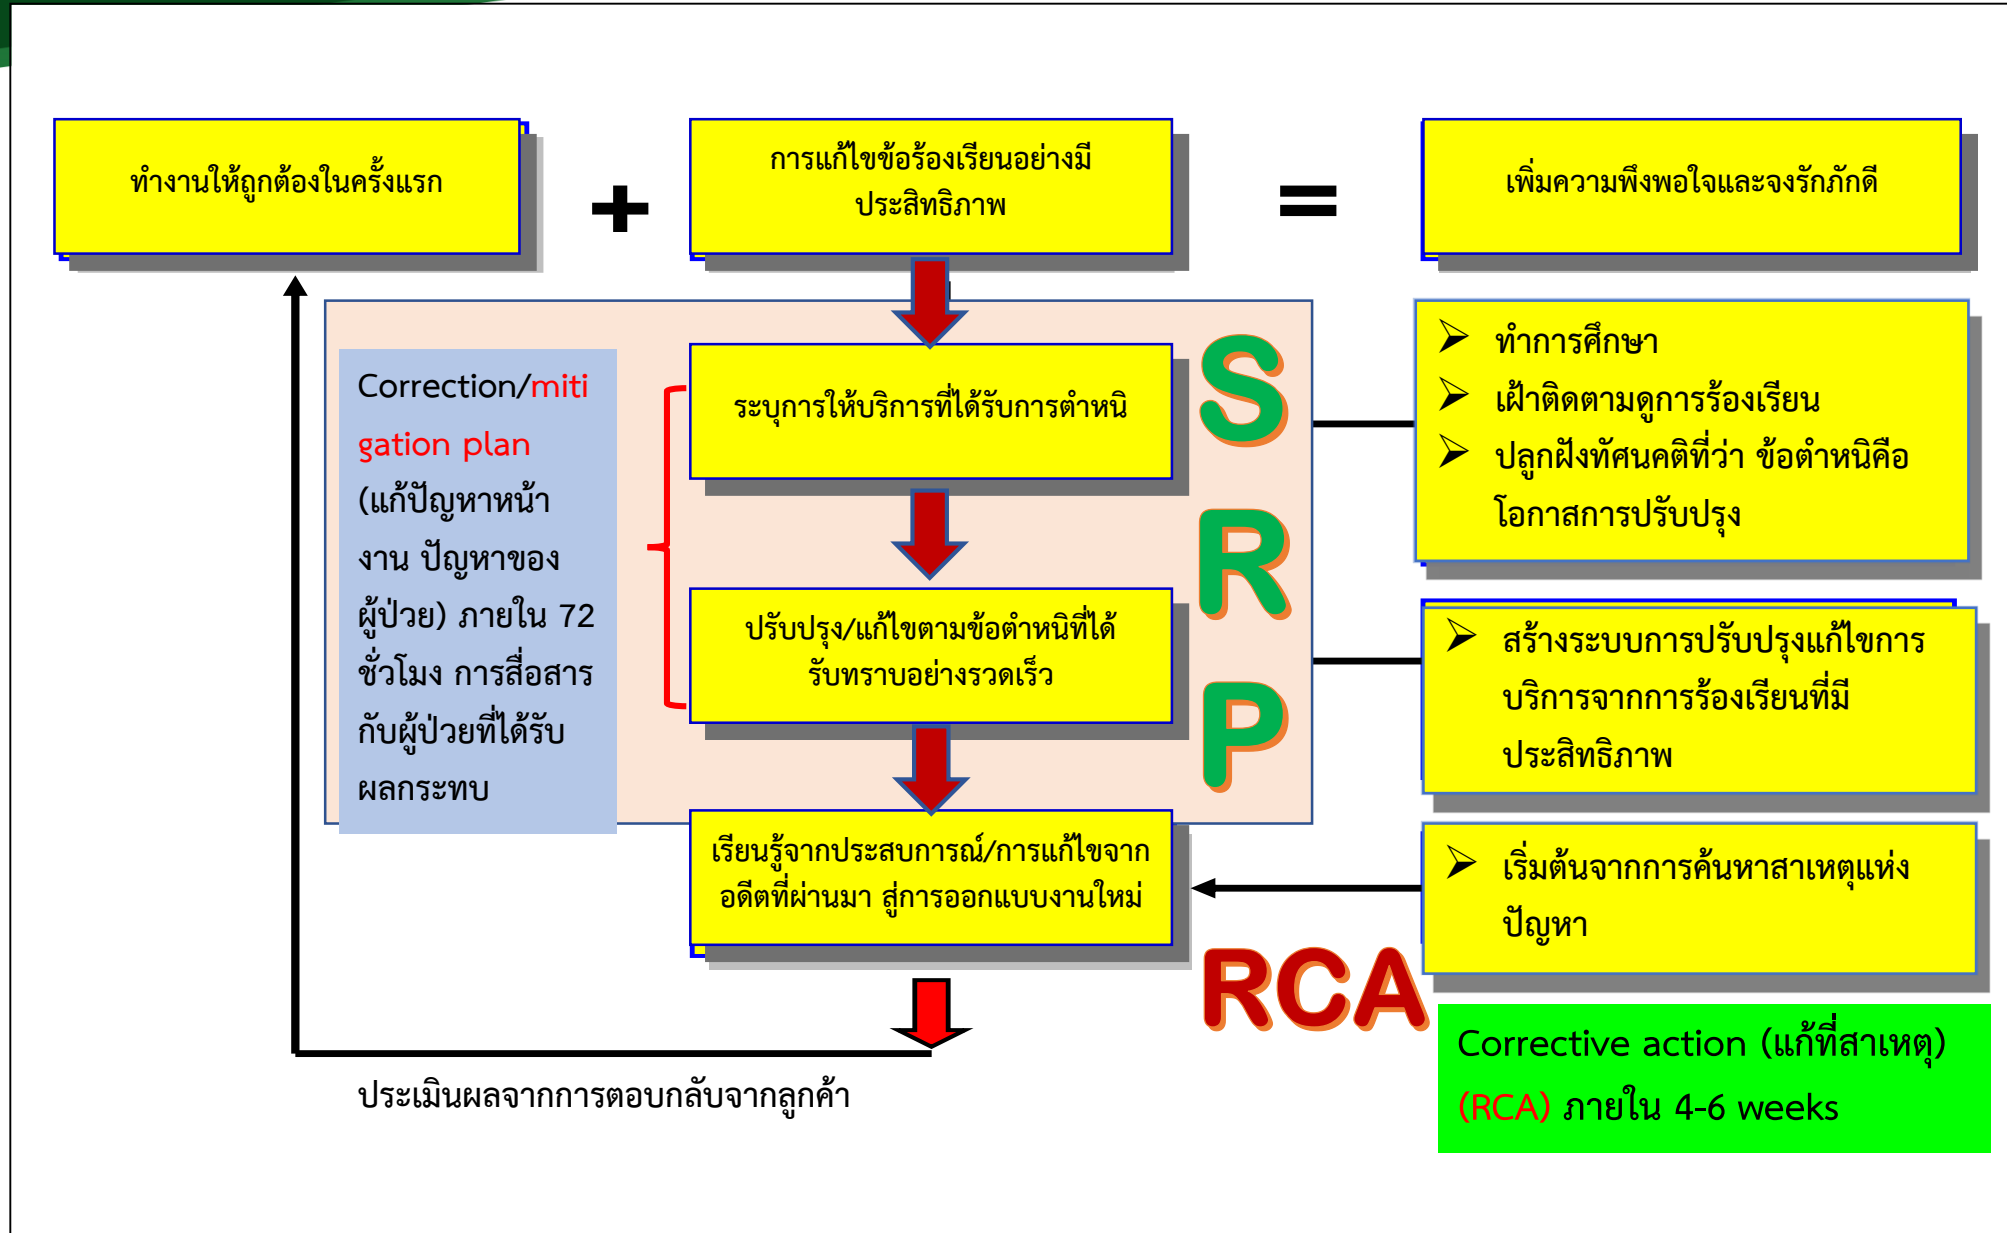 ทำงานให้ถูกต้องในครั้งแรก
+
การแก้ไขข้อร้องเรียนอย่างมี
ประสิทธิภาพ
=
เพิ่มความพึงพอใจและจงรักภักดี
Correction/miti
gation plan
(แก้ปัญหาหน้า
งาน ปัญหาของ
ผู้ป่วย) ภายใน 72
ชั่วโมง การสื่อสาร
กับผู้ป่วยที่ได้รับ
ผลกระทบ
ระบุการให้บริการที่ได้รับการตำหนิ
ปรับปรุง/แก้ไขตามข้อตำหนิที่ได้
รับทราบอย่างรวดเร็ว
เรียนรู้จากประสบการณ์/การแก้ไขจาก
อดีตที่ผ่านมา สู่การออกแบบงานใหม่
S
R
P
➢ ทำการศึกษา
➢ เฝ้าติดตามดูการร้องเรียน
➢ ปลูกฝังทัศนคติที่ว่า ข้อตำหนิคือ
โอกาสการปรับปรุง
➢ สร้างระบบการปรับปรุงแก้ไขการ
บริการจากการร้องเรียนที่มี
ประสิทธิภาพ
➢ เริ่มต้นจากการค้นหาสาเหตุแห่ง
ปัญหา
RCA
Corrective action (แก้ที่สาเหตุ)
(RCA) ภายใน 4-6 weeks
ประเมินผลจากการตอบกลับจากลูกค้า